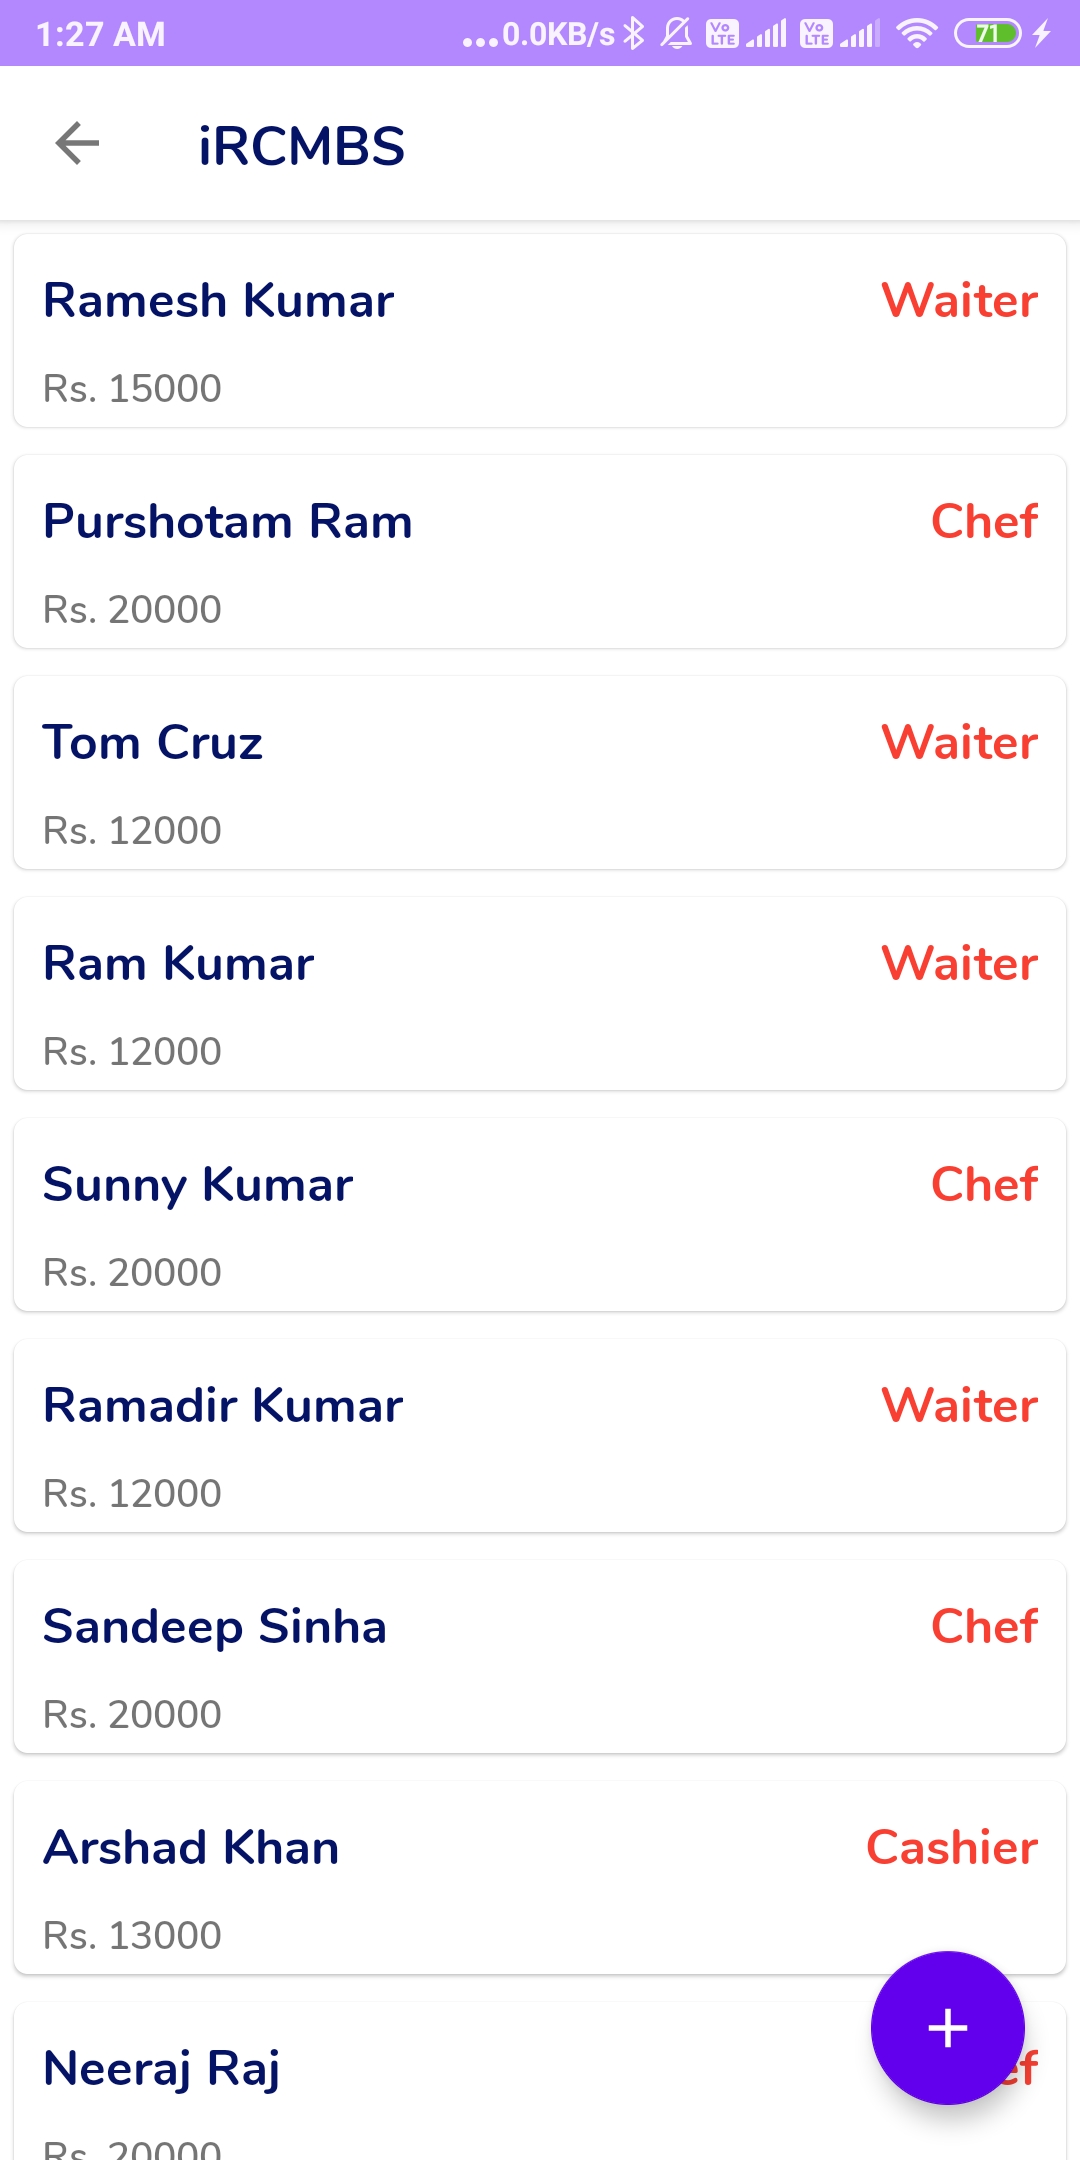 1:27 AM
...0.0KB/s
Vo LTE
Vo LTE
71
iRCMBS
Ramesh Kumar Waiter
Rs. 15000
Purshotam Ram Chef
Rs. 20000
Tom Cruz Waiter
Rs. 12000
Ram Kumar Waiter
Rs. 12000
Sunny Kumar Chef
Rs. 20000
Ramadir Kumar Waiter
Rs. 12000
Sandeep Sinha Chef
Rs. 20000
Arshad Khan Cashier
Rs. 13000
Neeraj Raj
Rs. 20000